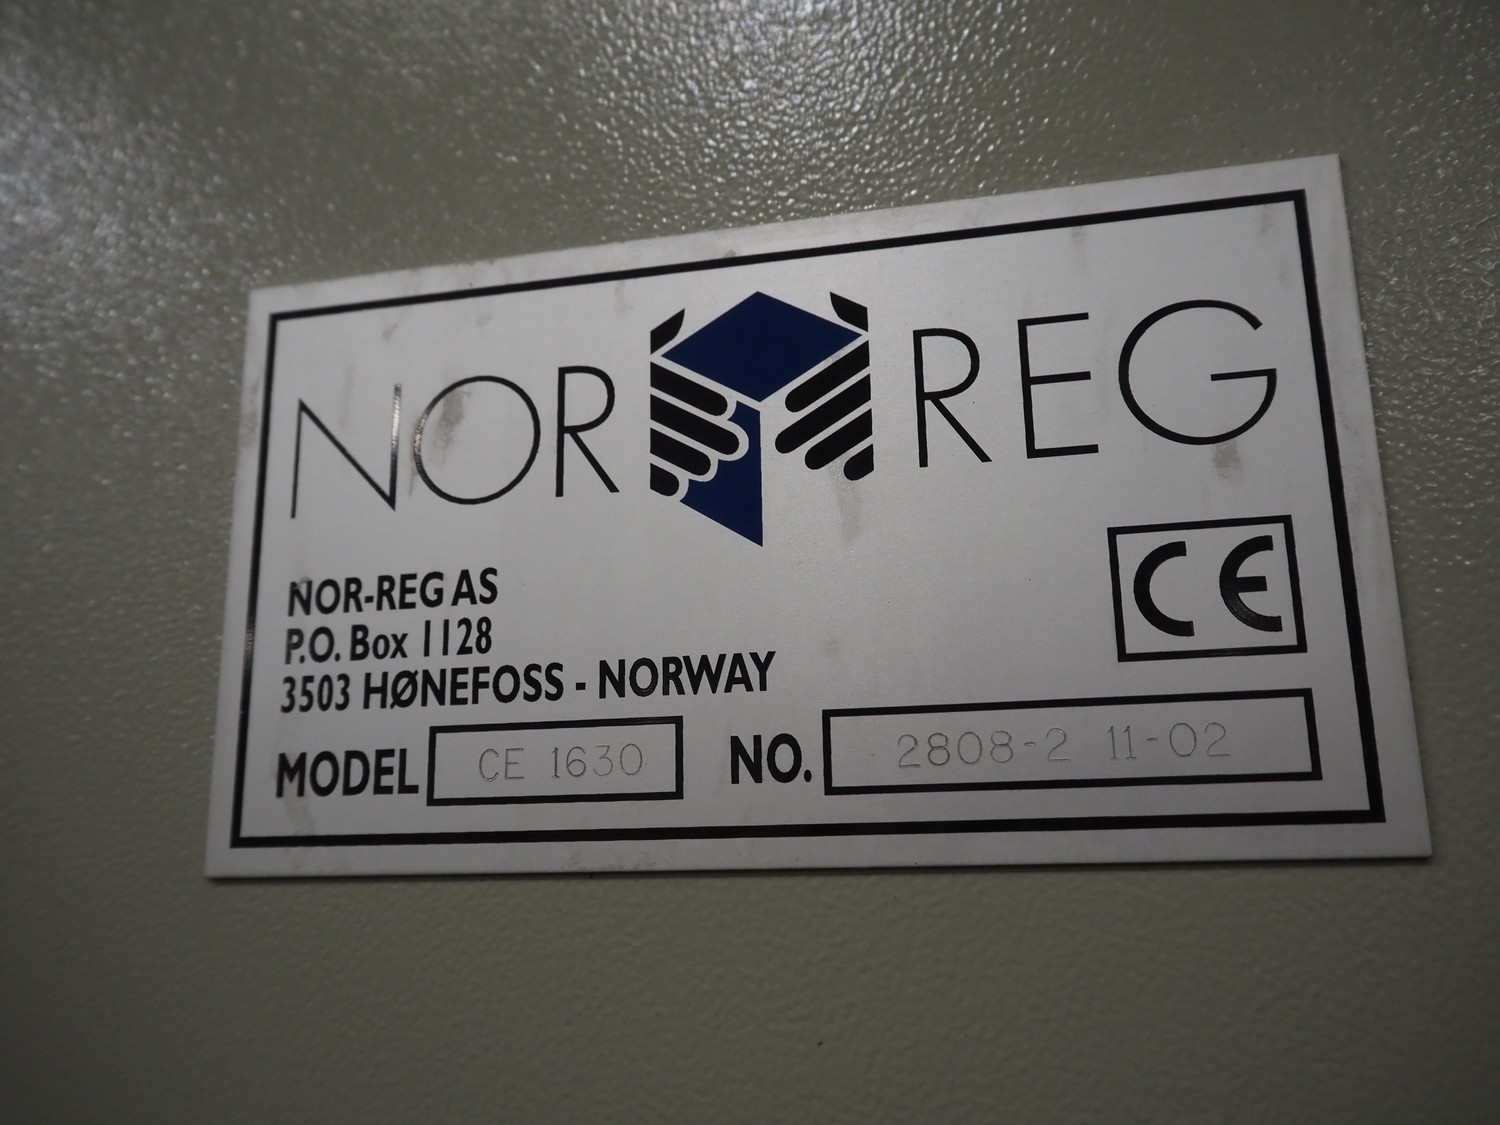 NOR REG
NOR-REG AS
P.O. Box 1128
3503 HØNEFOSS - NORWAY
CE
MODEL CE 1630 NO. 2808-2 11-02